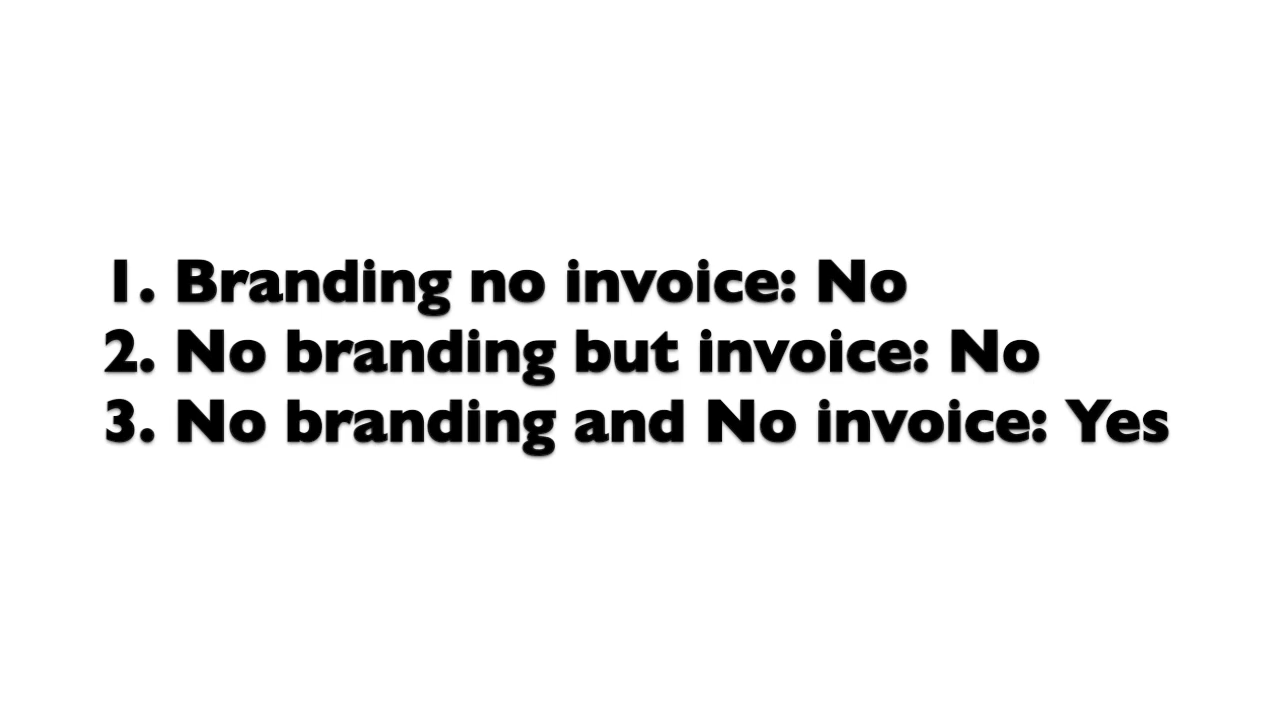 1. Branding no invoice: No
2. No branding but invoice: No
3. No branding and No invoice: Yes